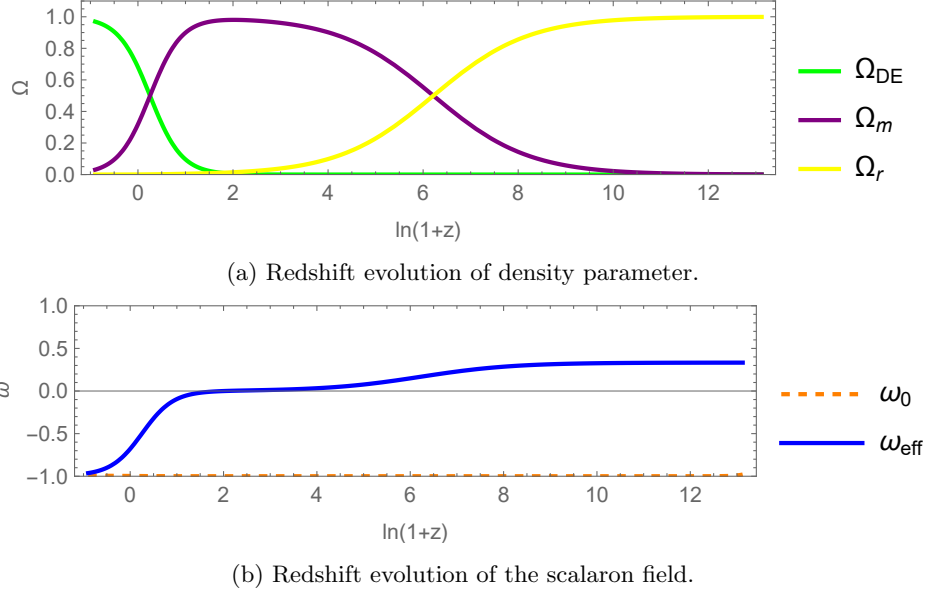 1.0
0.8
0.6
0.4
0.2
0.0
Ω
0 2 4 6 8 10 12
ln(1+z)
Ω_DE
Ω_m
Ω_r
(a) Redshift evolution of density parameter.
1.0
0.5
0.0
−0.5
−1.0
ω
0 2 4 6 8 10 12
ln(1+z)
ω_0
ω_eff
(b) Redshift evolution of the scalaron field.